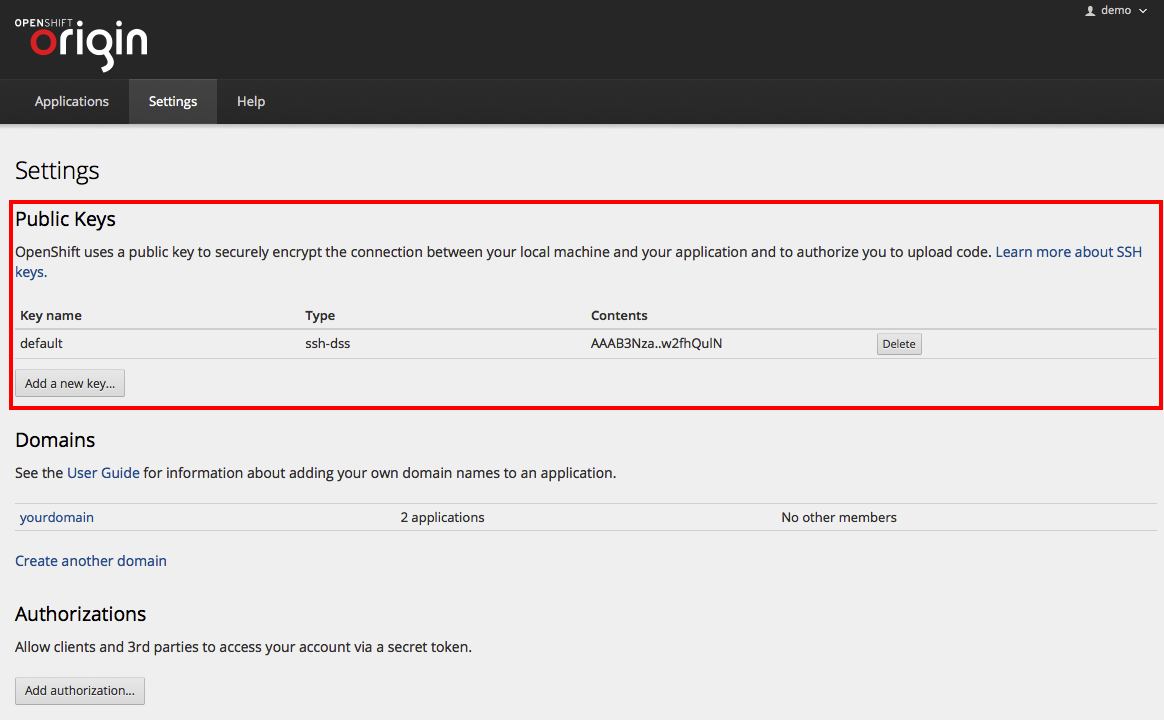 OPENSHIFT
origin
demo
Applications Settings Help
Settings
Public Keys
OpenShift uses a public key to securely encrypt the connection between your local machine and your application and to authorize you to upload code. Learn more about SSH
keys.
Key name Type Contents
default ssh-dss AAAB3Nza..w2fhQulN Delete
Add a new key...
Domains
See the User Guide for information about adding your own domain names to an application.
yourdomain 2 applications No other members
Create another domain
Authorizations
Allow clients and 3rd parties to access your account via a secret token.
Add authorization...